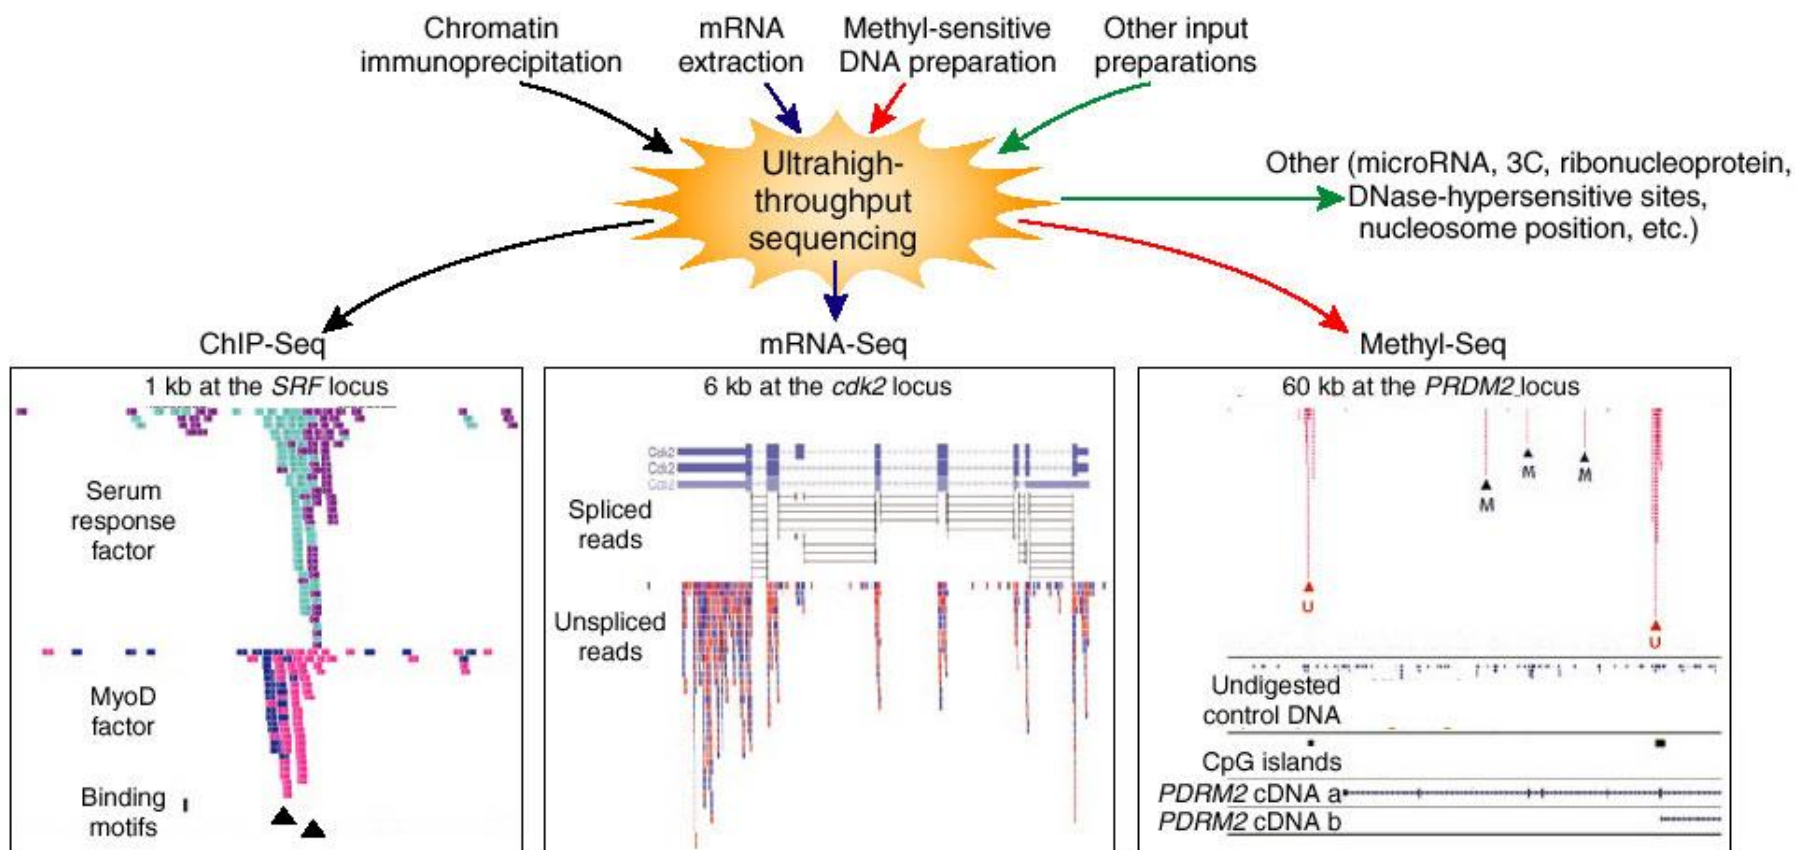 Chromatin
immunoprecipitation
mRNA
extraction
Methyl-sensitive
DNA preparation
Other input
preparations
Ultrahigh-
throughput
sequencing
Other (microRNA, 3C, ribonucleoprotein,
DNase-hypersensitive sites,
nucleosome position, etc.)
ChIP-Seq
1 kb at the SRF locus
Serum
response
factor
MyoD
factor
Binding
motifs
mRNA-Seq
6 kb at the cdk2 locus
Cdk2
Cdk2
Cdk2
Spliced
reads
Unspliced
reads
Methyl-Seq
60 kb at the PRDM2 locus
M
M
M
U
U
Undigested
control DNA
CpG islands
PDRM2 cDNA a
PDRM2 cDNA b